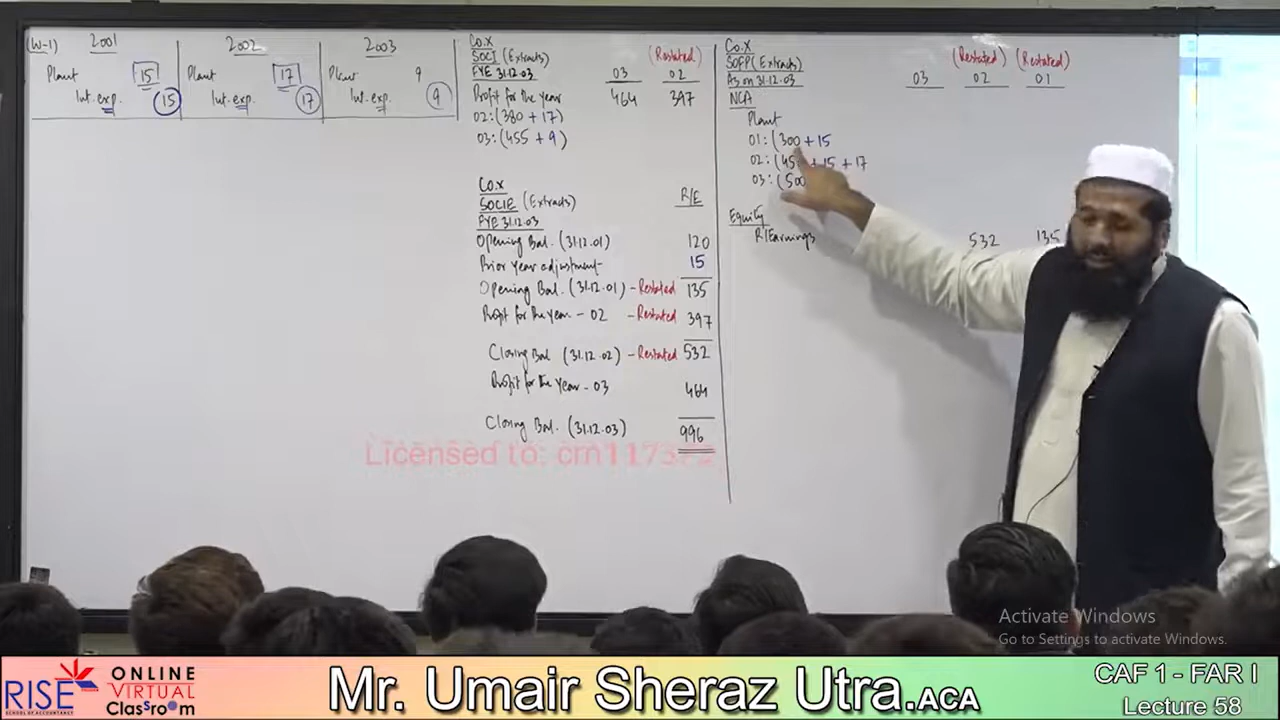 (W-1) 2001
Plant 15
Int. exp. 15
2002
Plant 17
Int. exp. 17
2003
Plant 9
Int. exp. 9
Co.X
SOCI (Extracts) (Restated)
FYE 31.12.03 03 02
Profit for the year 464 397
02: (380 + 17)
03: (455 + 9)
Co.X
SOCIE (Extracts) R/E
FYE 31.12.03
Opening Bal. (31.12.01) 120
Prior year adjustment 15
Opening Bal. (31.12.01) - Restated 135
Profit for the year - 02 - Restated 397
Closing Bal (31.12.02) - Restated 532
Profit for the year - 03 464
Closing Bal. (31.12.03) 996
Co.X
SOFP (Extracts) (Restated) (Restated)
As on 31.12.03 03 02 01
NCA
Plant
01: (300 + 15
02: (45 + 15 + 17
03: (500
Equity
R/Earnings 532 135
Licensed to: crn117372
Activate Windows
Go to Settings to activate Windows.
RISE
SCHOOL OF ACCOUNTANCY
ONLINE
VIRTUAL
Classroom
Mr. Umair Sheraz Utra.ACA
CAF 1 - FAR I
Lecture 58